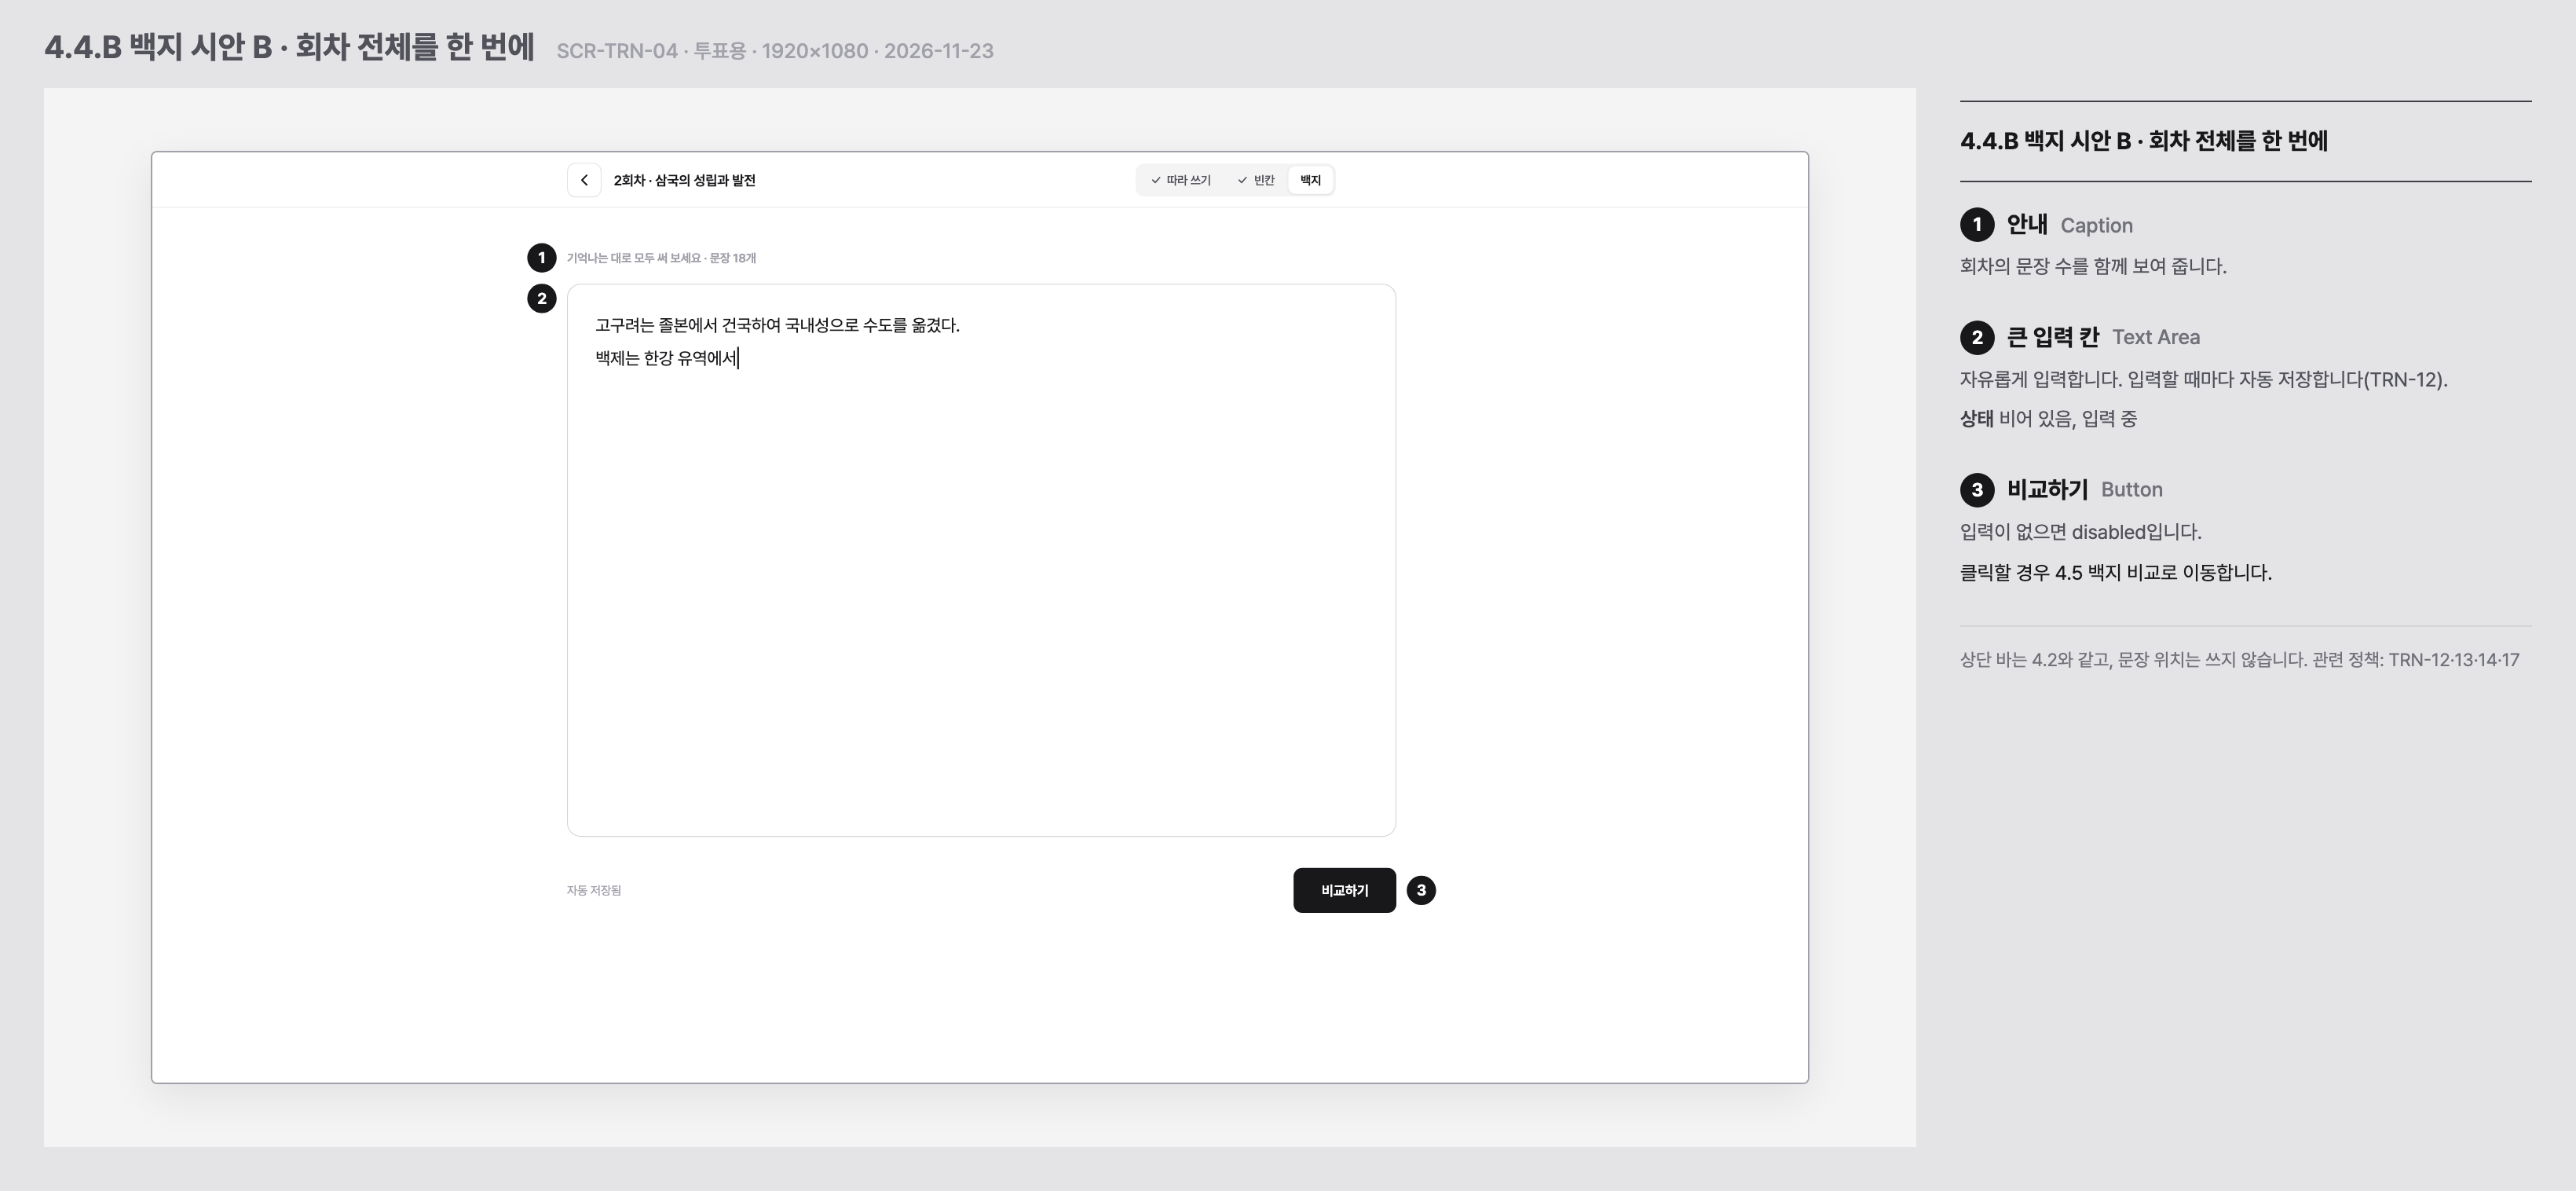 4.4.B 백지 시안 B · 회차 전체를 한 번에 SCR-TRN-04 · 투표용 · 1920×1080 · 2026-11-23
2회차 · 삼국의 성립과 발전
따라 쓰기 빈칸 백지
1 기억나는 대로 모두 써 보세요 · 문장 18개
2
고구려는 졸본에서 건국하여 국내성으로 수도를 옮겼다.
백제는 한강 유역에서
자동 저장됨
비교하기 3
4.4.B 백지 시안 B · 회차 전체를 한 번에
1 안내 Caption
회차의 문장 수를 함께 보여 줍니다.
2 큰 입력 칸 Text Area
자유롭게 입력합니다. 입력할 때마다 자동 저장합니다(TRN-12).
상태 비어 있음, 입력 중
3 비교하기 Button
입력이 없으면 disabled입니다.
클릭할 경우 4.5 백지 비교로 이동합니다.
상단 바는 4.2와 같고, 문장 위치는 쓰지 않습니다. 관련 정책: TRN-12·13·14·17